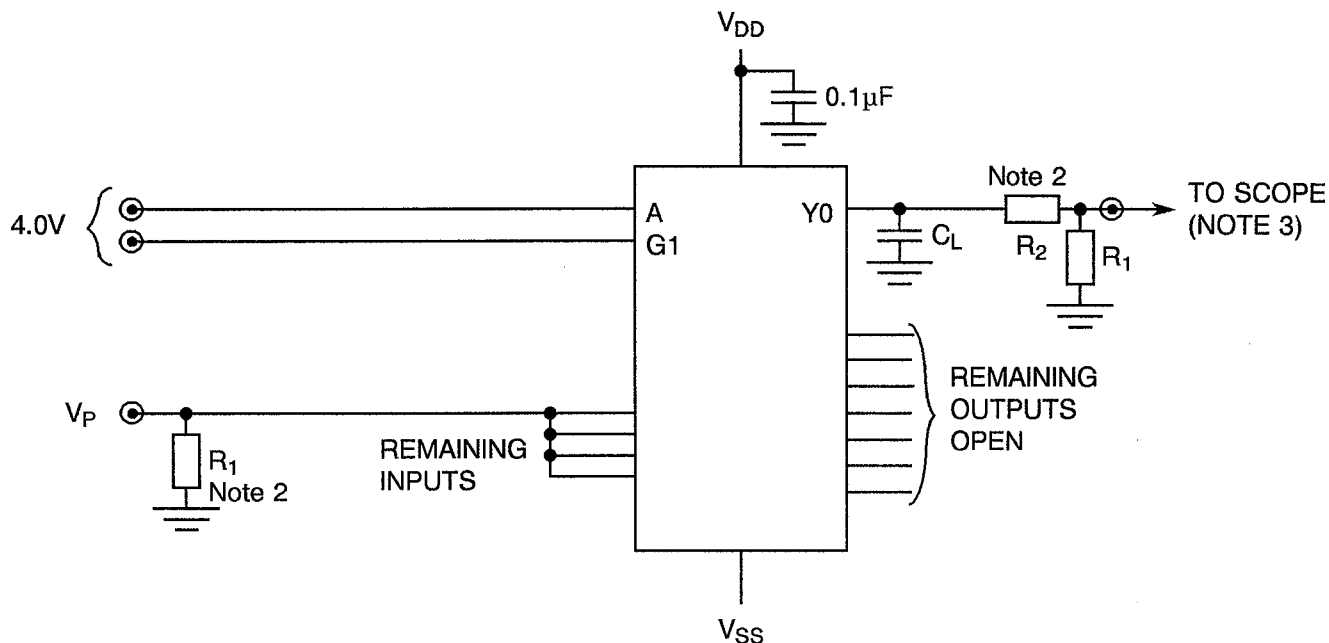 VDD
0.1µF
4.0V
A
G1
Y0
CL
Note 2
R2
R1
TO SCOPE
(NOTE 3)
VP
R1
Note 2
REMAINING
INPUTS
REMAINING
OUTPUTS
OPEN
VSS